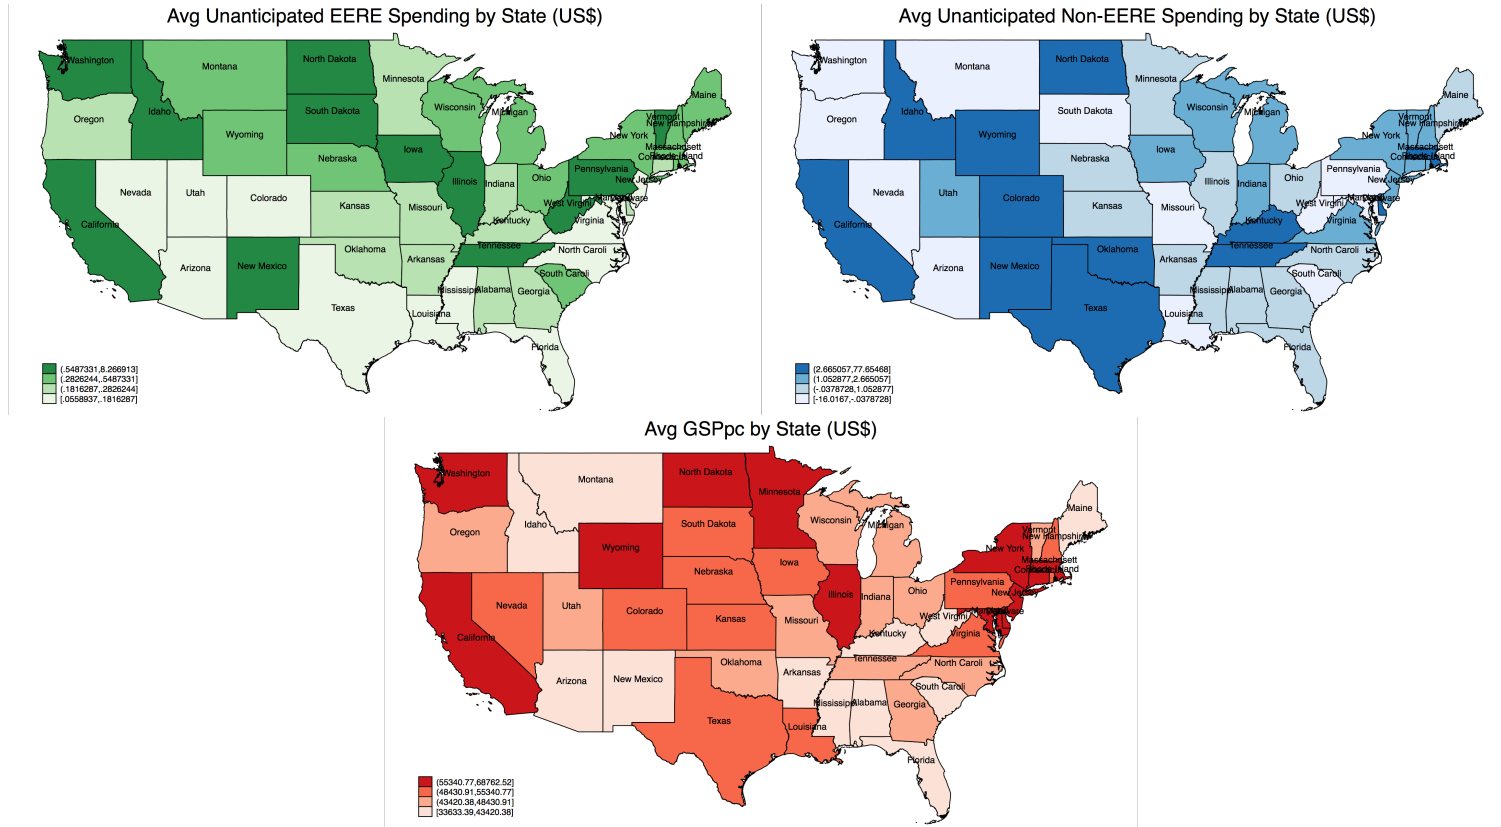 Avg Unanticipated EERE Spending by State (US$)
Washington
Montana
North Dakota
Minnesota
Maine
Oregon
Idaho
Wyoming
South Dakota
Wisconsin
Michigan
Vermont
New Hampshire
New York
Massachusett
Rhode Island
Nebraska
Iowa
Illinois
Indiana
Ohio
Pennsylvania
New Jersey
Nevada
Utah
Colorado
Kansas
Missouri
West Virgini
Virginia
Kentucky
California
Arizona
New Mexico
Oklahoma
Arkansas
Tennessee
North Caroli
South Caroli
Texas
Louisiana
Mississippi
Alabama
Georgia
Florida
(.5487331,8.266913]
(.2826244,.5487331]
(.1816287,.2826244]
[.0558937,.1816287]
Avg Unanticipated Non-EERE Spending by State (US$)
Washington
Montana
North Dakota
Minnesota
Maine
Oregon
Idaho
Wyoming
South Dakota
Wisconsin
Michigan
Vermont
New Hampshire
New York
Massachusett
Rhode Island
Nebraska
Iowa
Illinois
Indiana
Ohio
Pennsylvania
New Jersey
Nevada
Utah
Colorado
Kansas
Missouri
West Virgini
Virginia
Kentucky
California
Arizona
New Mexico
Oklahoma
Arkansas
Tennessee
North Caroli
South Caroli
Texas
Louisiana
Mississippi
Alabama
Georgia
Florida
(2.665057,77.65468]
(1.052877,2.665057]
(-.0378728,1.052877]
[-16.0167,-.0378728]
Avg GSPpc by State (US$)
Washington
Montana
North Dakota
Minnesota
Maine
Oregon
Idaho
Wyoming
South Dakota
Wisconsin
Michigan
Vermont
New Hampshire
New York
Massachusett
Rhode Island
Nebraska
Iowa
Illinois
Indiana
Ohio
Pennsylvania
New Jersey
Nevada
Utah
Colorado
Kansas
Missouri
West Virgini
Virginia
Kentucky
California
Arizona
New Mexico
Oklahoma
Arkansas
Tennessee
North Caroli
South Caroli
Texas
Louisiana
Mississippi
Alabama
Georgia
Florida
(55340.77,68762.52]
(48430.91,55340.77]
(43420.38,48430.91]
[33633.39,43420.38]